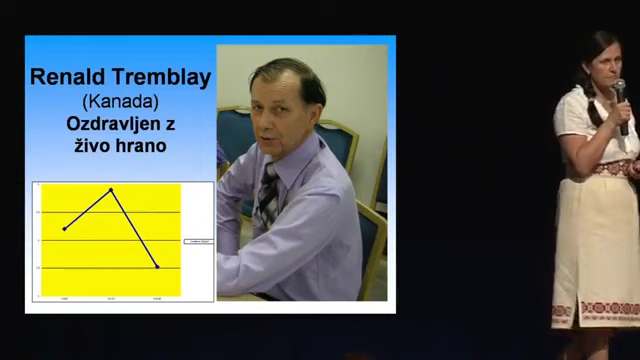 Renald Tremblay
(Kanada)
Ozdravljen z
živo hrano